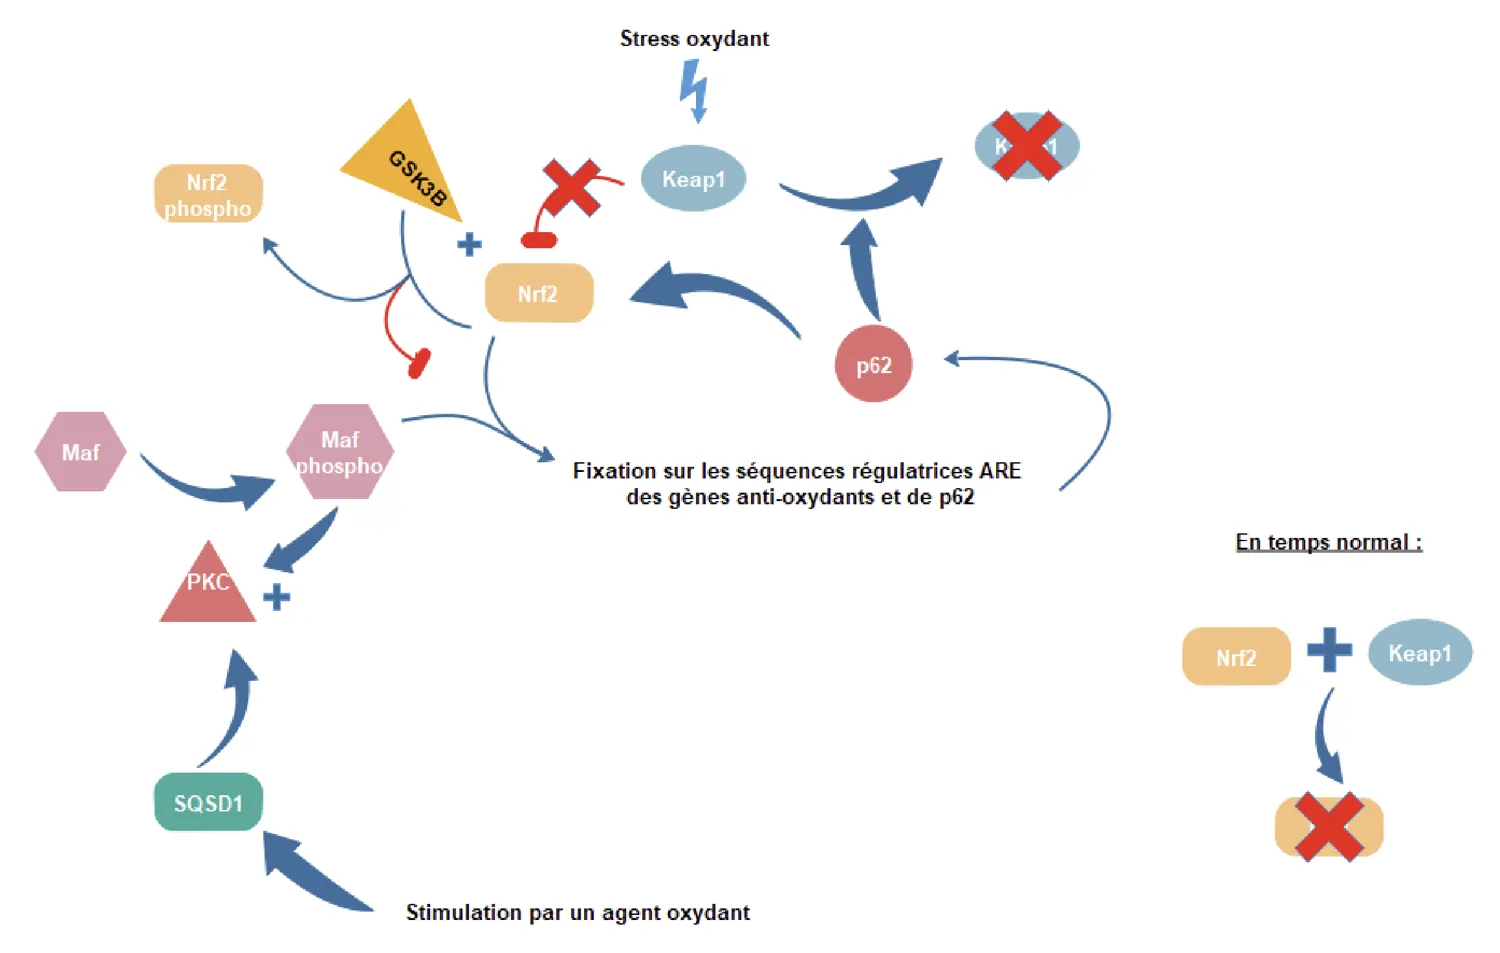 Stress oxydant
GSK3B
Nrf2
phospho
Keap1
K 1
Nrf2
p62
Maf
Maf
phospho
Fixation sur les séquences régulatrices ARE
des gènes anti-oxydants et de p62
PKC
En temps normal :
Nrf2
Keap1
SQSD1
Stimulation par un agent oxydant